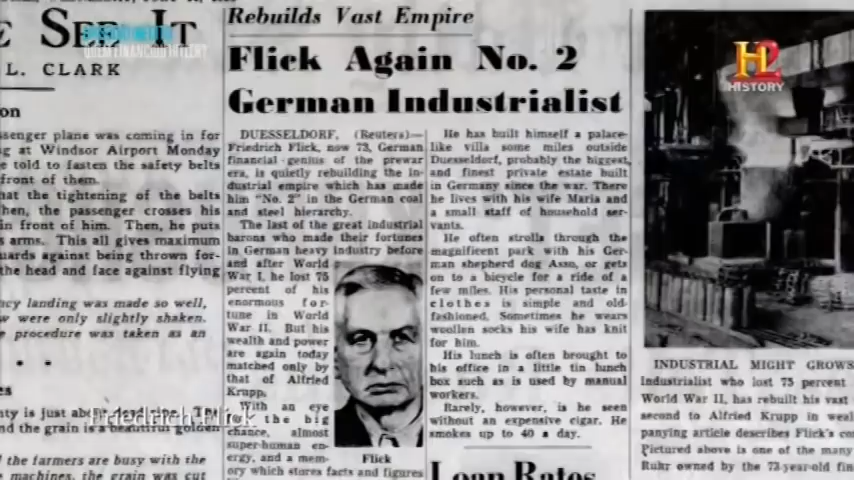 E SEE IT
L. CLARK
on
ssenger plane was coming in for
g at Windsor Airport Monday
e told to fasten the safety belts
front of them.
hat the tightening of the belts
hen, the passenger crosses his
in front of him. Then, he puts
s arms. This all gives maximum
uards against being thrown for-
the head and face against flying
ncy landing was made so well,
w were only slightly shaken.
e procedure was taken as an
es
nty is just about
nd the grain is a beautiful golden
d the farmers are busy with the
e machines, the grain was cut
Friedrich Flick
Rebuilds Vast Empire
Flick Again No. 2
German Industrialist
DUESSELDORF, (Reuters)—
Friedrich Flick, now 73, German
financial genius of the prewar
era, is quietly rebuilding the in-
dustrial empire which has made
him "No. 2" in the German coal
and steel hierarchy.
The last of the great industrial
barons who made their fortunes
in German heavy industry before
and after World
War I, he lost 75
percent of his
enormous for-
tune in World
War II. But his
wealth and power
are again today
matched only by
that of Alfried
Krupp.
With an eye
to the big
chance, almost
super-human en-
ergy, and a mem-
ory which stores facts and figures
Flick
He has built himself a palace-
like villa some miles outside
Duesseldorf, probably the biggest,
and finest private estate built
in Germany since the war. There
he lives with his wife Maria and
a small staff of household ser-
vants.
He often strolls through the
magnificent park with his Ger-
man shepherd dog Asso, or gets
on to a bicycle for a ride of a
few miles. His personal taste in
clothes is simple and old-
fashioned. Sometimes he wears
woollen socks his wife has knit
for him.
His lunch is often brought to
his office in a little tin lunch
box such as is used by manual
workers.
Rarely, however, is he seen
without an expensive cigar. He
smokes up to 40 a day.
Loan Rates
H2
HISTORY
INDUSTRIAL MIGHT GROWS
Industrialist who lost 75 percent
World War II, has rebuilt his vast
second to Alfried Krupp in weal
panying article describes Flick's co
Pictured above is one of the many
Ruhr owned by the 73-year-old fin